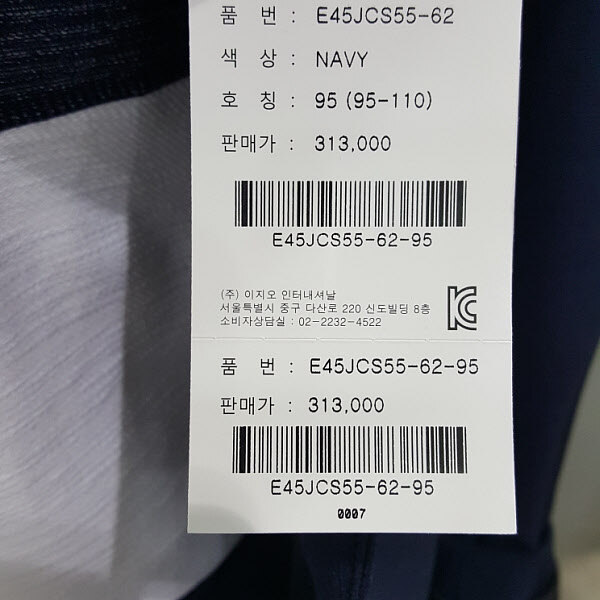 품 번 : E45JCS55-62
색 상 : NAVY
호 칭 : 95 (95-110)
판매가 : 313,000
E45JCS55-62-95
(주) 이지오 인터내셔날
서울특별시 중구 다산로 220 신도빌딩 8층
소비자상담실 : 02-2232-4522
품 번 : E45JCS55-62-95
판매가 : 313,000
E45JCS55-62-95
0007